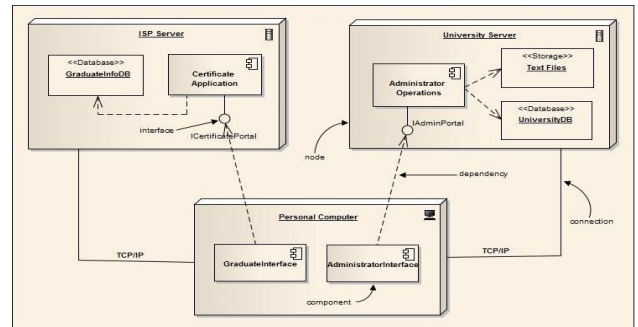 ISP Server
<<Database>>
GraduateInfoDB
Certificate
Application
interface
ICertificatePortal
University Server
Administrator
Operations
<<Storage>>
Text Files
<<Database>>
UniversityDB
IAdminPortal
node
dependency
connection
Personal Computer
GraduateInterface
AdministratorInterface
component
TCP/IP
TCP/IP